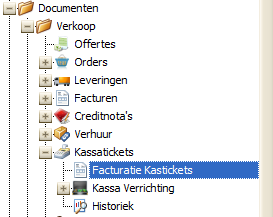 Documenten
Verkoop
Offertes
Orders
Leveringen
Facturen
Creditnota's
Verhuur
Kassatickets
Facturatie Kastickets
Kassa Verrichting
Historiek